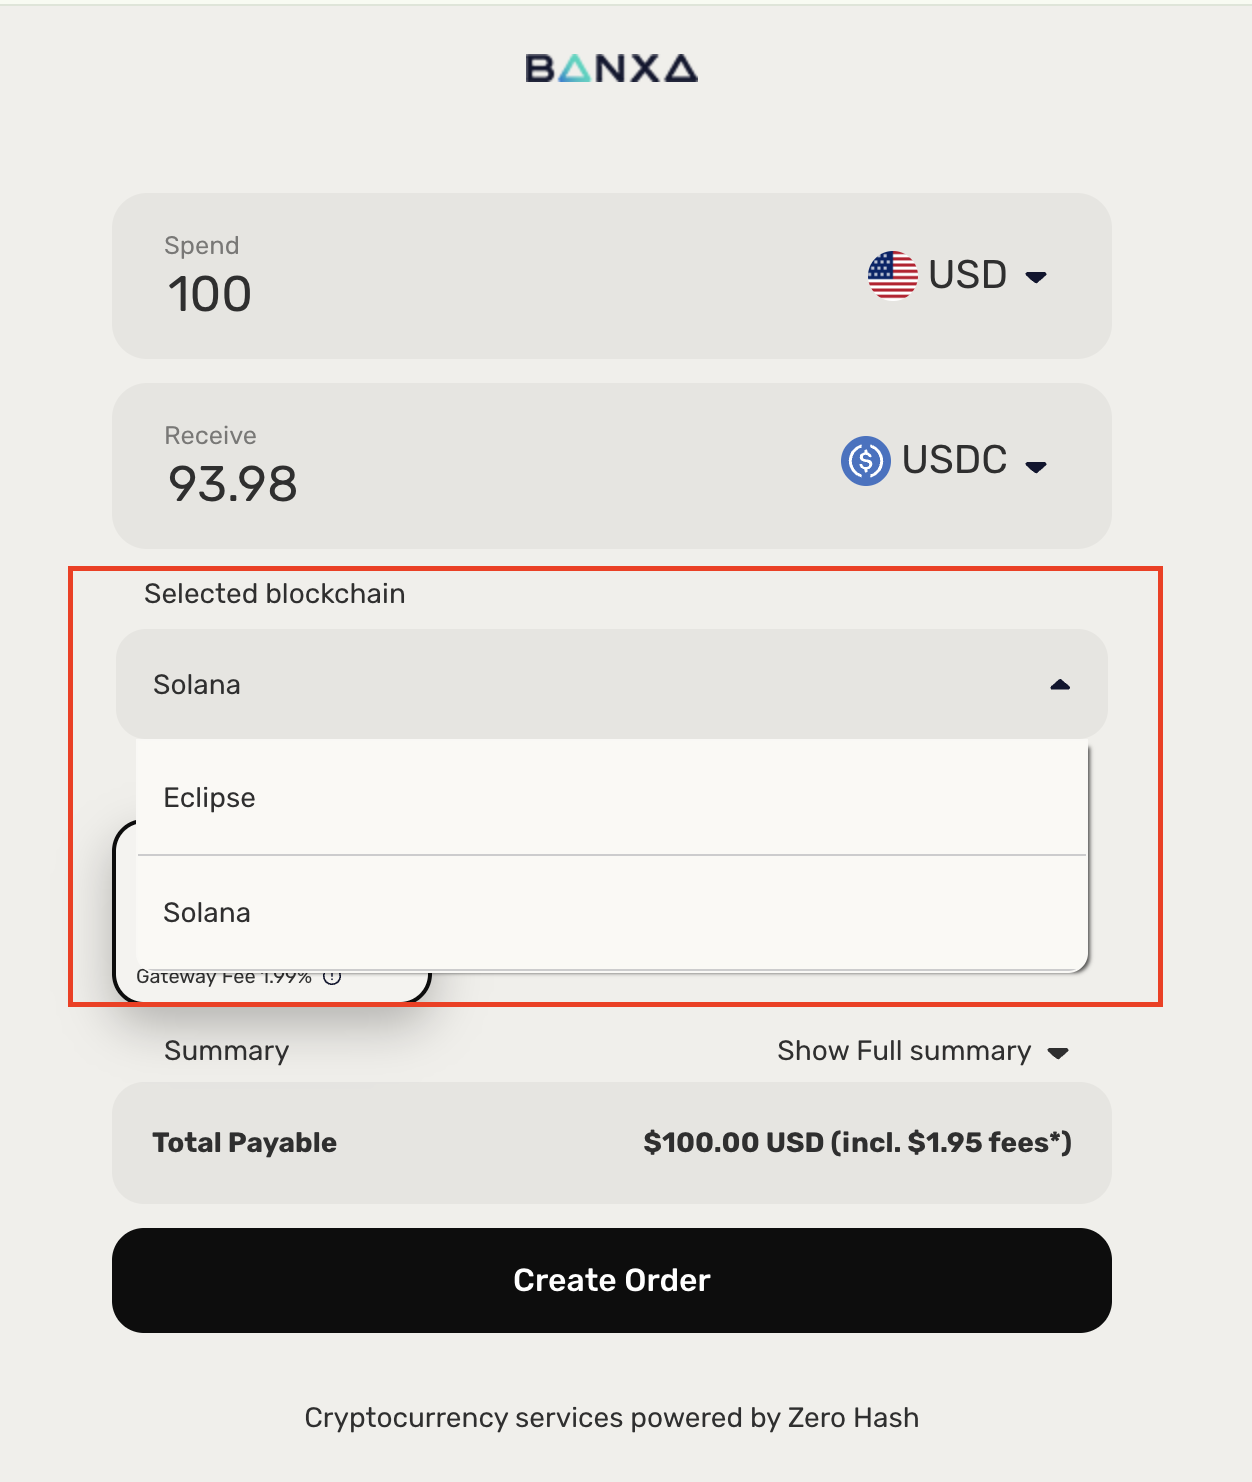 BANXA
Spend
100
USD
Receive
93.98
USDC
Selected blockchain
Solana
Eclipse
Solana
Gateway Fee 1.99%
Summary
Show Full summary
Total Payable
$100.00 USD (incl. $1.95 fees*)
Create Order
Cryptocurrency services powered by Zero Hash